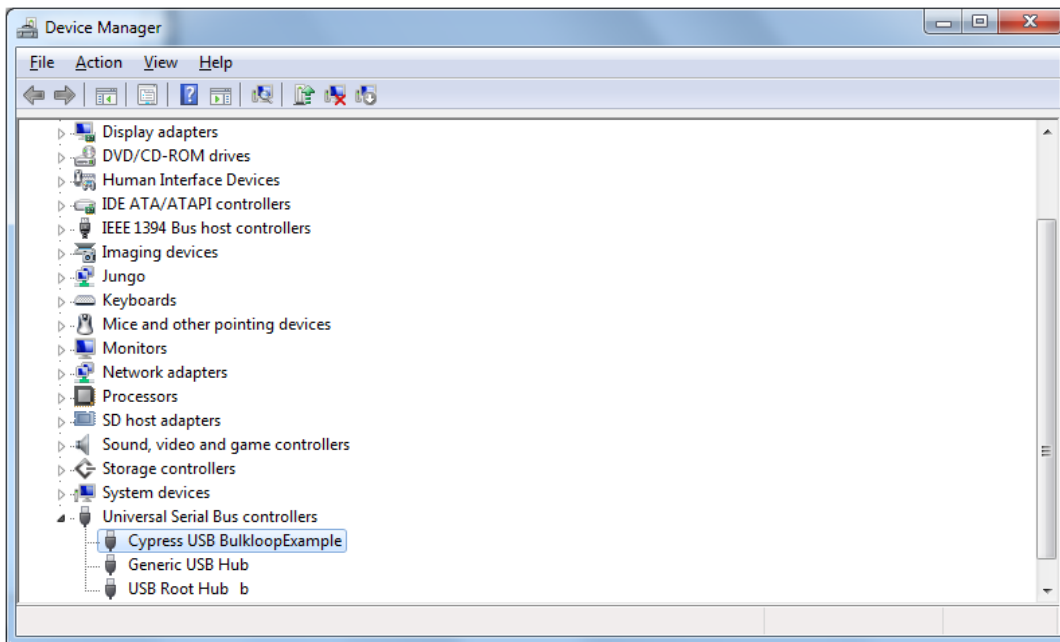 Device Manager
File Action View Help
Display adapters
DVD/CD-ROM drives
Human Interface Devices
IDE ATA/ATAPI controllers
IEEE 1394 Bus host controllers
Imaging devices
Jungo
Keyboards
Mice and other pointing devices
Monitors
Network adapters
Processors
SD host adapters
Sound, video and game controllers
Storage controllers
System devices
Universal Serial Bus controllers
Cypress USB BulkloopExample
Generic USB Hub
USB Root Hub b